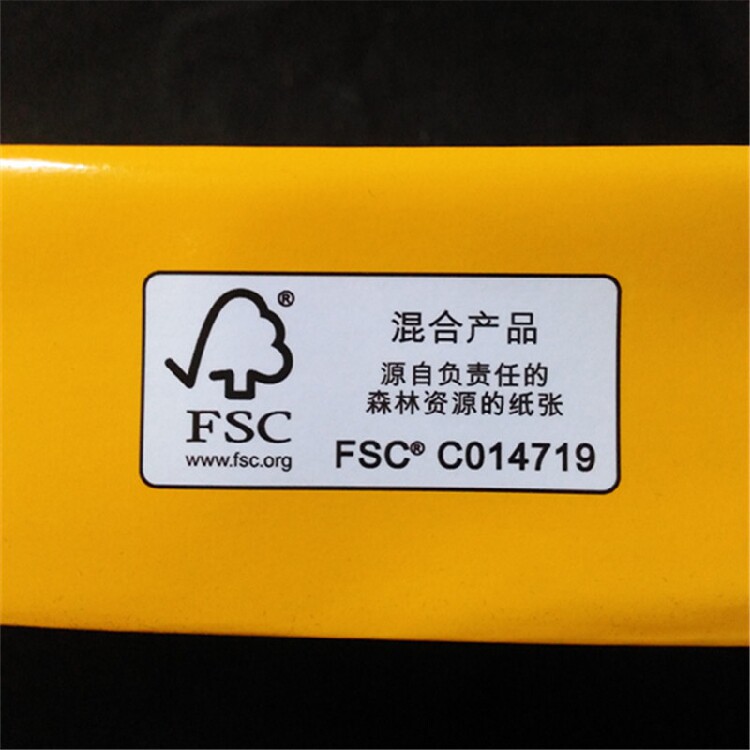 ®
FSC
www.fsc.org
混合产品
源自负责任的
森林资源的纸张
FSC® C014719